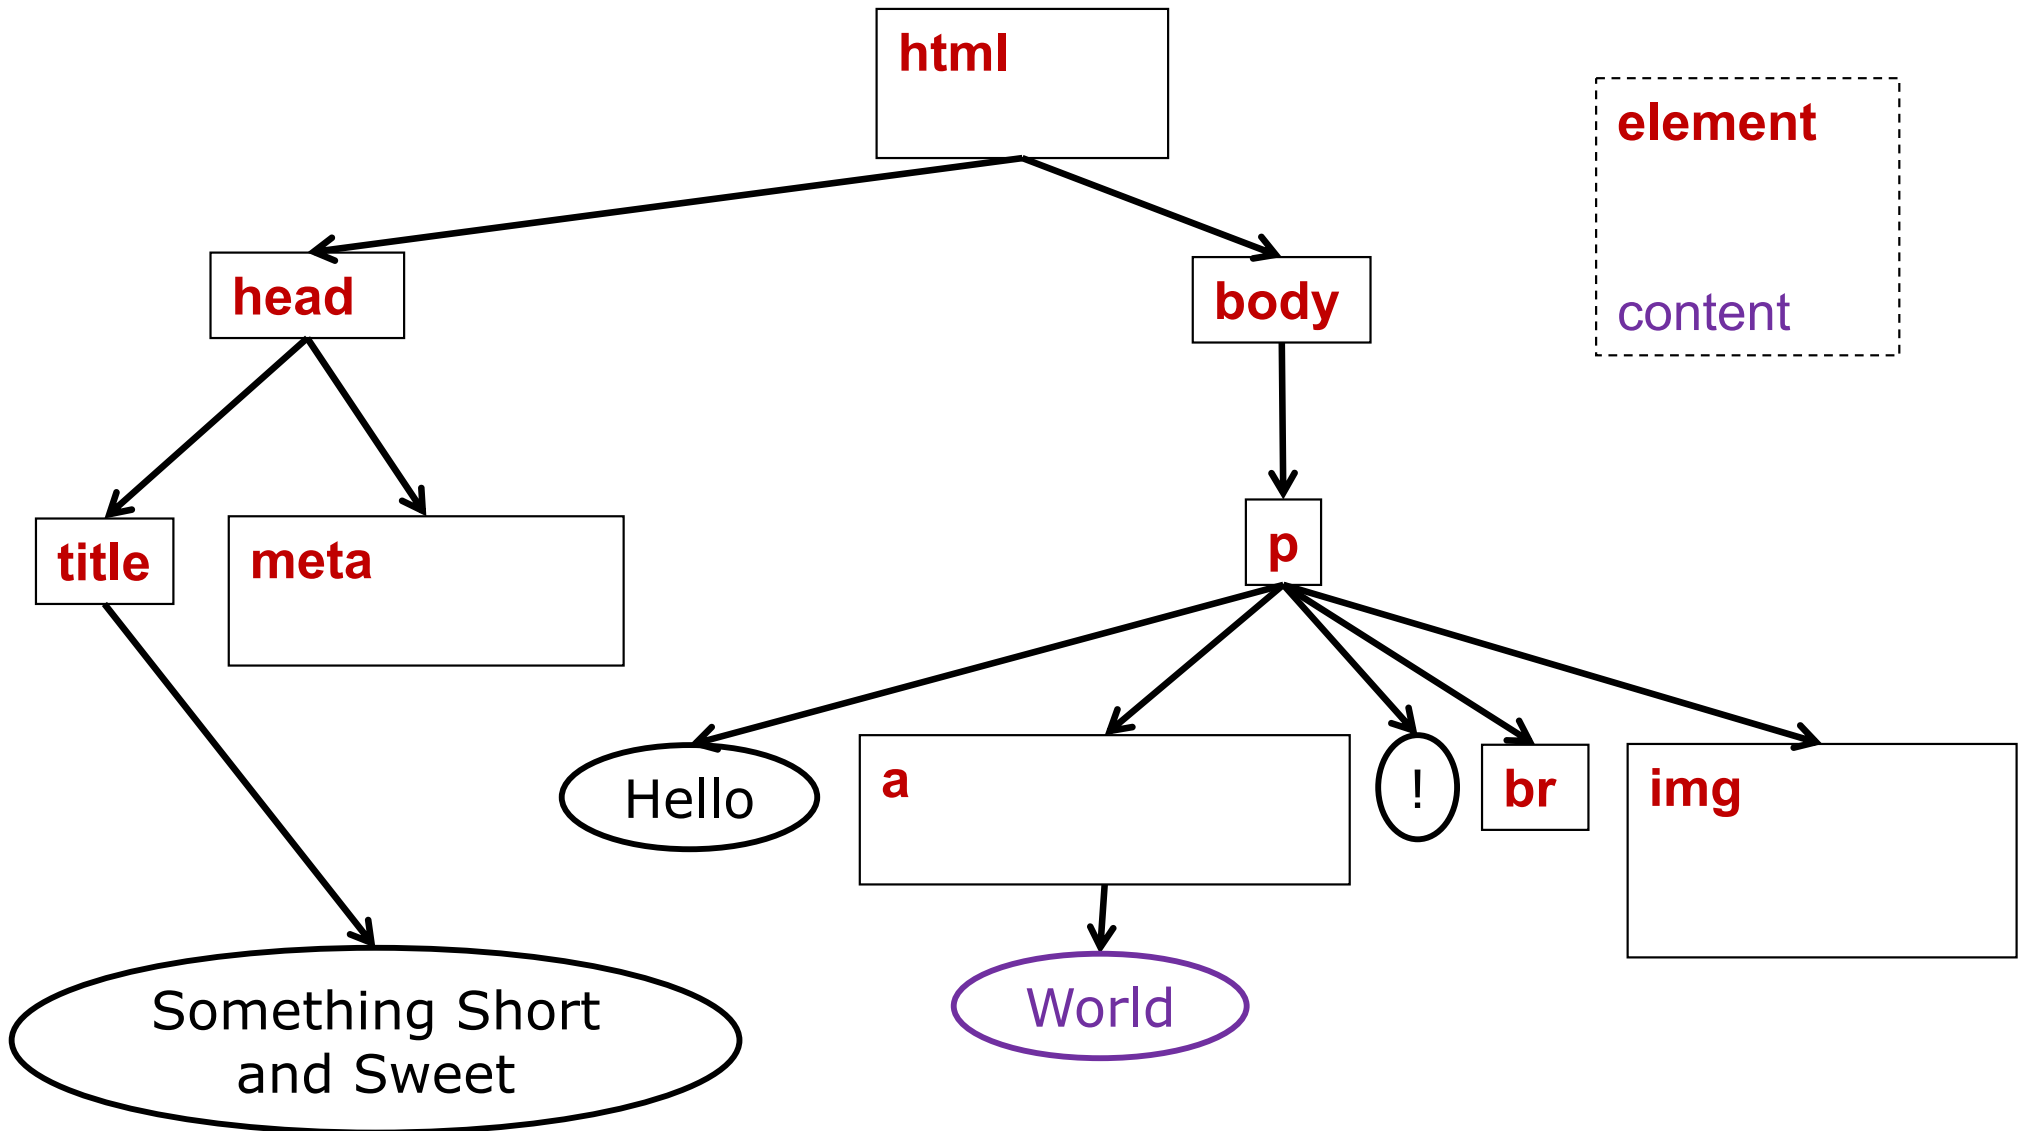 html
element
content
head
body
title
meta
p
Hello
a
!
br
img
Something Short
and Sweet
World